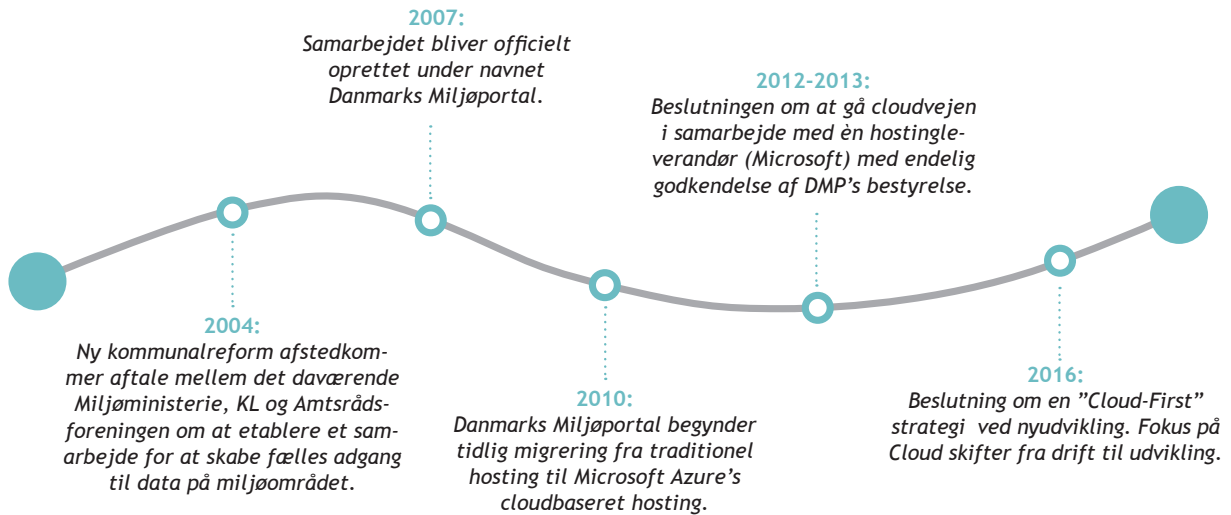 2007:
Samarbejdet bliver officielt
oprettet under navnet
Danmarks Miljøportal.
2012-2013:
Beslutningen om at gå cloudvejen
i samarbejde med èn hostingle-
verandør (Microsoft) med endelig
godkendelse af DMP’s bestyrelse.
2004:
Ny kommunalreform afstedkom-
mer aftale mellem det daværende
Miljøministerie, KL og Amtsråds-
foreningen om at etablere et sam-
arbejde for at skabe fælles adgang
til data på miljøområdet.
2010:
Danmarks Miljøportal begynder
tidlig migrering fra traditionel
hosting til Microsoft Azure’s
cloudbaseret hosting.
2016:
Beslutning om en ”Cloud-First”
strategi  ved nyudvikling. Fokus på
Cloud skifter fra drift til udvikling.